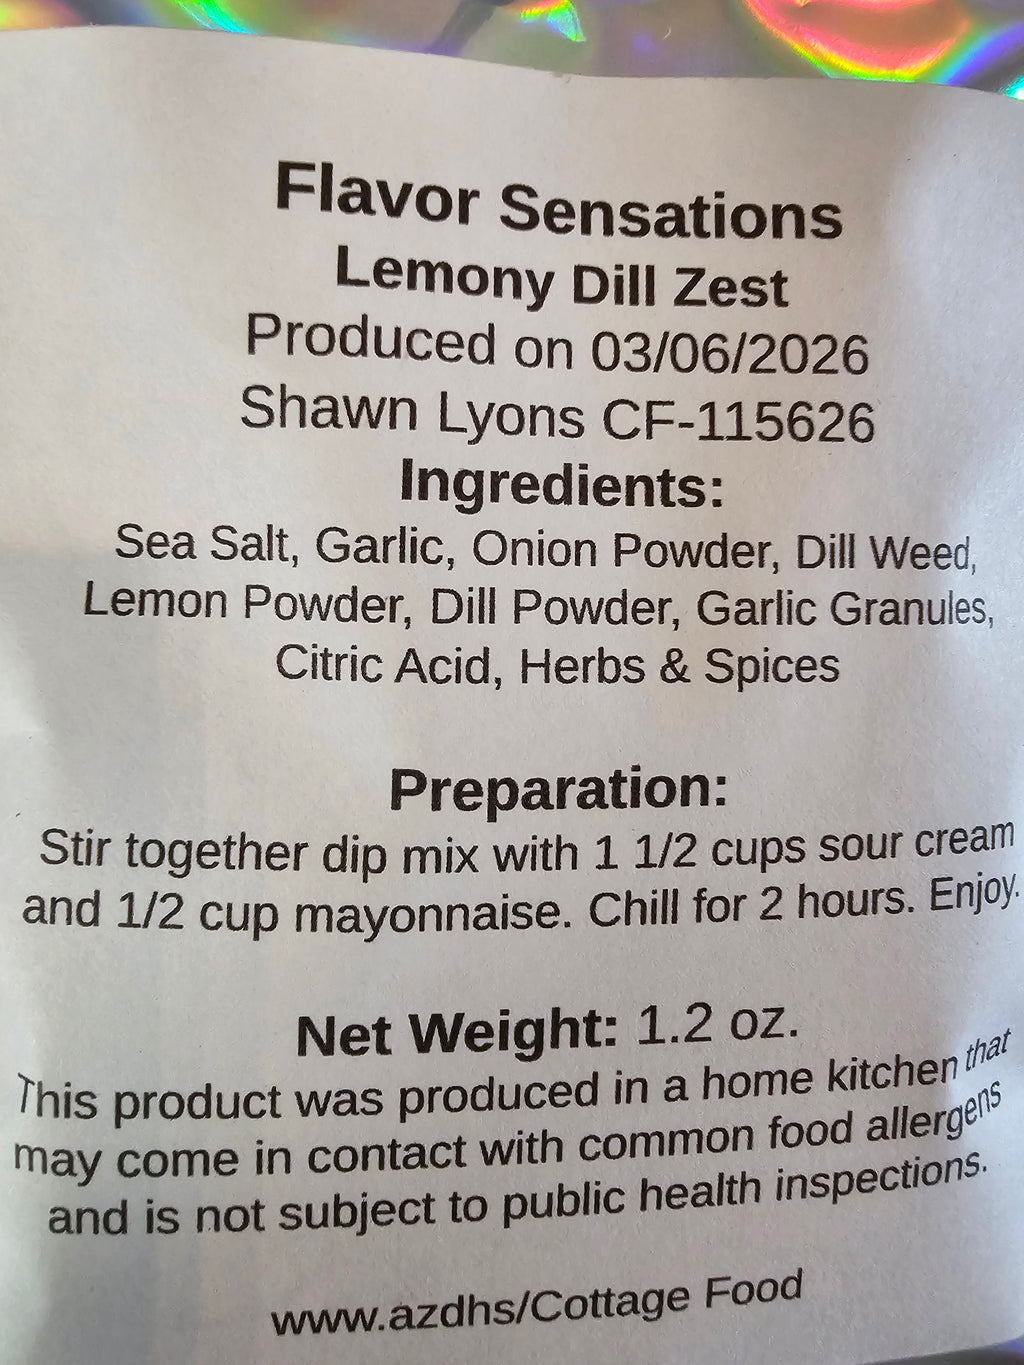 Flavor Sensations
Lemony Dill Zest
Produced on 03/06/2026
Shawn Lyons CF-115626
Ingredients:
Sea Salt, Garlic, Onion Powder, Dill Weed,
Lemon Powder, Dill Powder, Garlic Granules,
Citric Acid, Herbs & Spices
Preparation:
Stir together dip mix with 1 1/2 cups sour cream
and 1/2 cup mayonnaise. Chill for 2 hours. Enjoy.
Net Weight: 1.2 oz.
This product was produced in a home kitchen that
may come in contact with common food allergens
and is not subject to public health inspections.
www.azdhs/Cottage Food